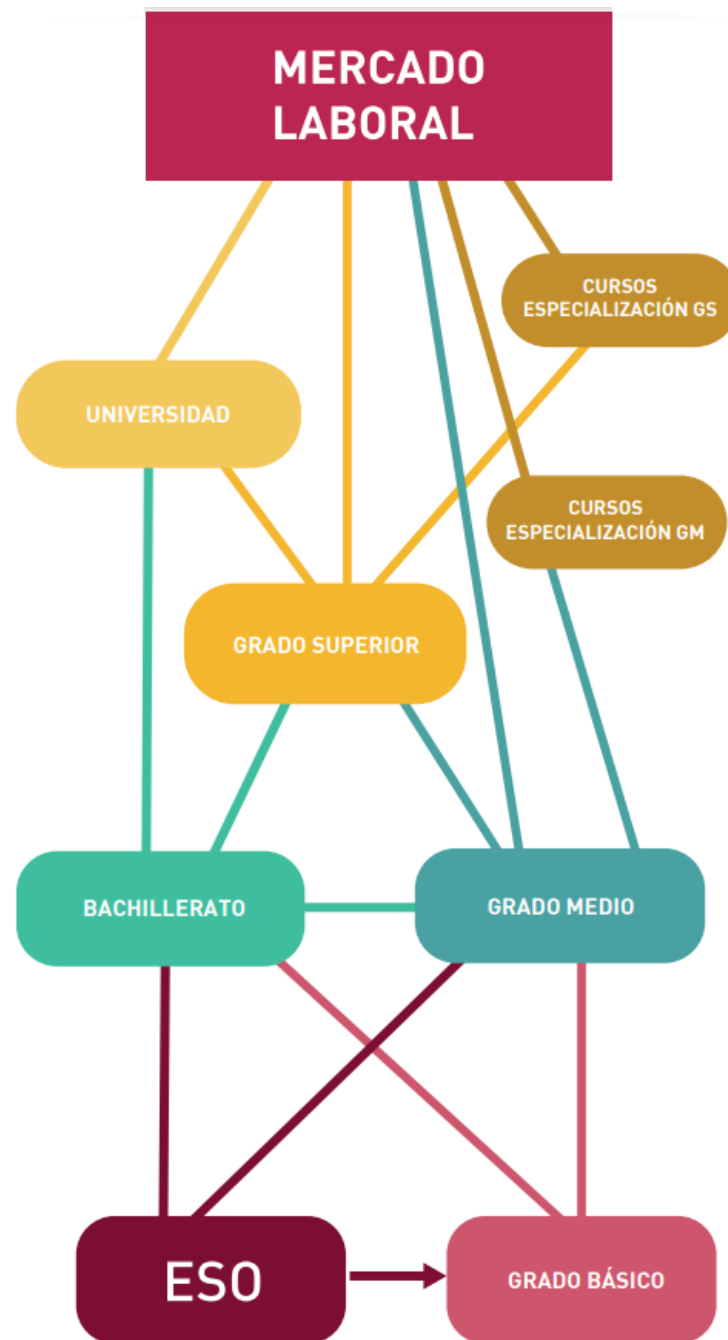 MERCADO
LABORAL
CURSOS
ESPECIALIZACIÓN GS
UNIVERSIDAD
CURSOS
ESPECIALIZACIÓN GM
GRADO SUPERIOR
BACHILLERATO
GRADO MEDIO
ESO
GRADO BÁSICO